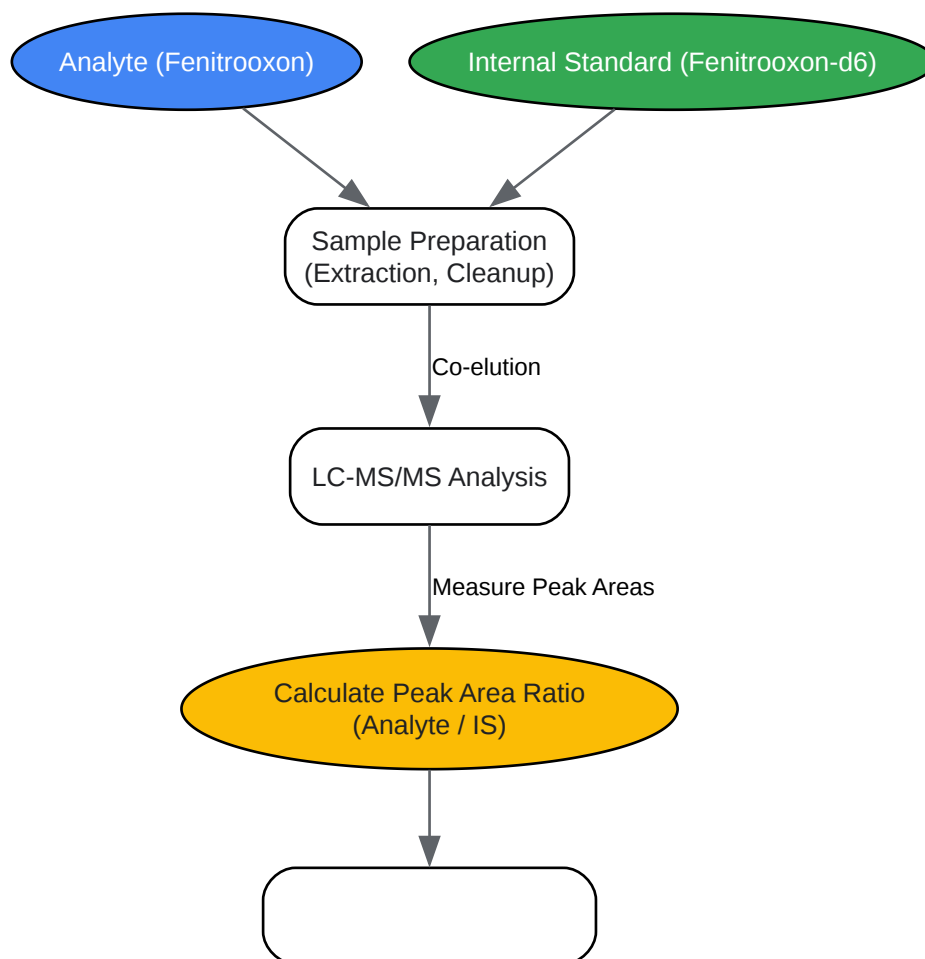 Analyte (Fenitrooxon)
Internal Standard (Fenitrooxon-d6)
Sample Preparation
(Extraction, Cleanup)
Co-elution
LC-MS/MS Analysis
Measure Peak Areas
Calculate Peak Area Ratio
(Analyte / IS)